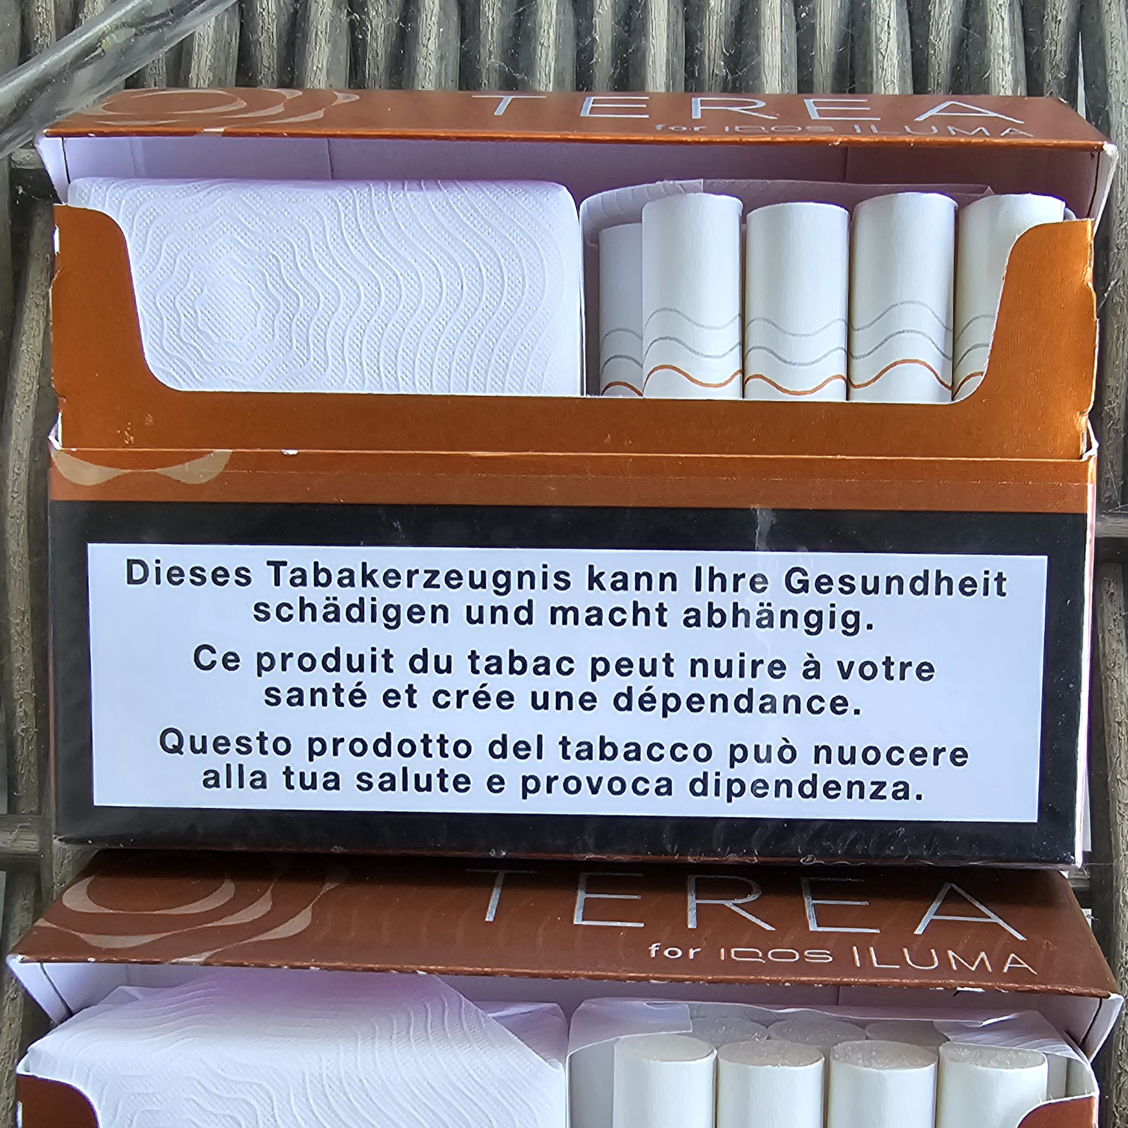 TEREA
for IQOS ILUMA
Dieses Tabakerzeugnis kann Ihre Gesundheit
schädigen und macht abhängig.
Ce produit du tabac peut nuire à votre
santé et crée une dépendance.
Questo prodotto del tabacco può nuocere
alla tua salute e provoca dipendenza.
TEREA
for IQOS ILUMA